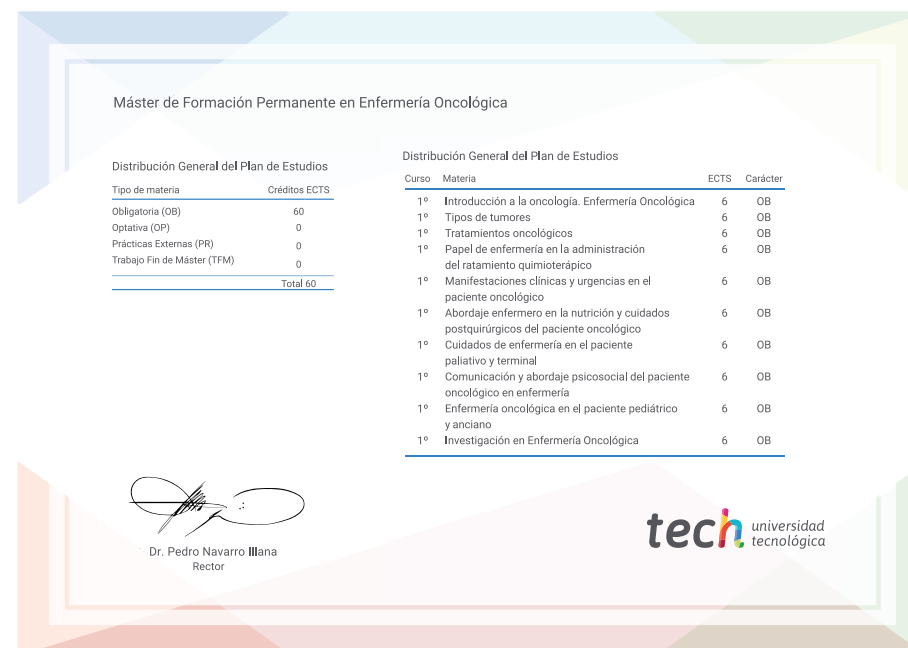 Máster de Formación Permanente en Enfermería Oncológica
Distribución General del Plan de Estudios
Tipo de materia Créditos ECTS
Obligatoria (OB) 60
Optativa (OP) 0
Prácticas Externas (PR) 0
Trabajo Fin de Máster (TFM) 0
Total 60
Distribución General del Plan de Estudios
Curso Materia ECTS Carácter
1º Introducción a la oncología. Enfermería Oncológica 6 OB
1º Tipos de tumores 6 OB
1º Tratamientos oncológicos 6 OB
1º Papel de enfermería en la administración 6 OB
del ratamiento quimioterápico
1º Manifestaciones clínicas y urgencias en el 6 OB
paciente oncológico
1º Abordaje enfermero en la nutrición y cuidados 6 OB
postquirúrgicos del paciente oncológico
1º Cuidados de enfermería en el paciente 6 OB
paliativo y terminal
1º Comunicación y abordaje psicosocial del paciente 6 OB
oncológico en enfermería
1º Enfermería oncológica en el paciente pediátrico 6 OB
y anciano
1º Investigación en Enfermería Oncológica 6 OB
Dr. Pedro Navarro Illana
Rector
tech universidad
tecnológica